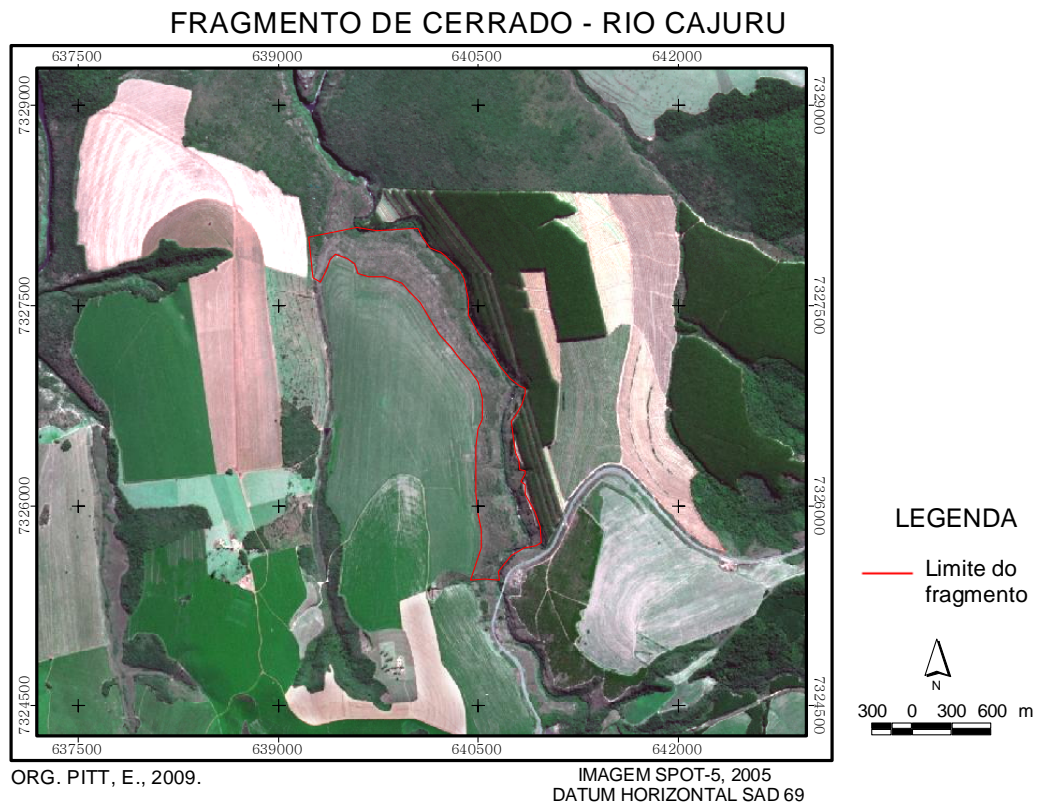 FRAGMENTO DE CERRADO - RIO CAJURU
637500 639000 640500 642000
7329000 7329000
7327500 7327500
7326000 7326000
7324500 7324500
637500 639000 640500 642000
LEGENDA
Limite do
fragmento
N
300 0 300 600 m
ORG. PITT, E., 2009.
IMAGEM SPOT-5, 2005
DATUM HORIZONTAL SAD 69